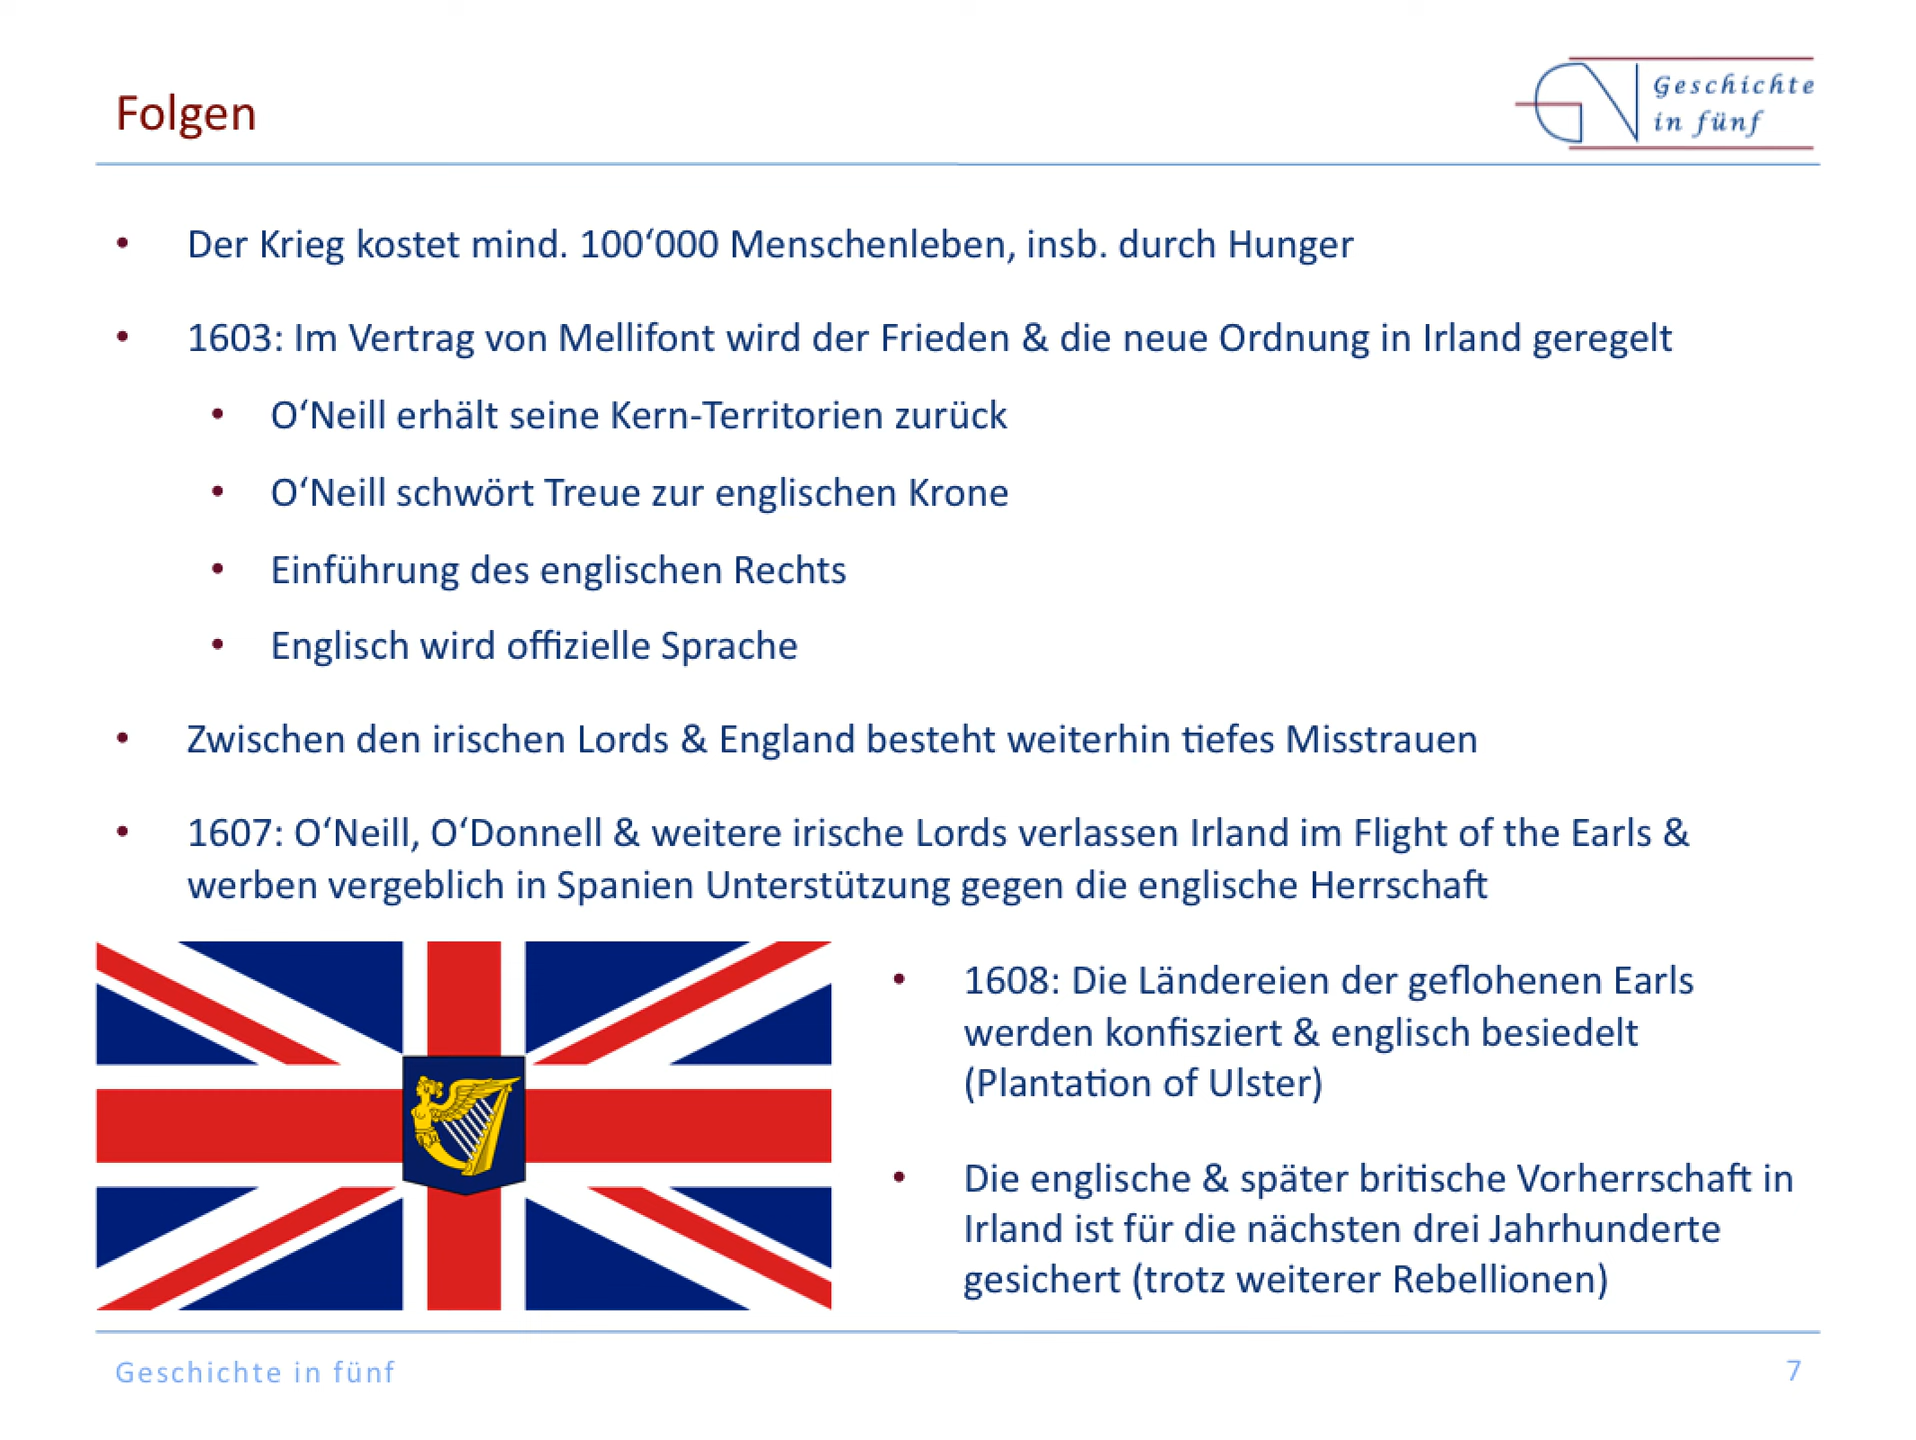 Folgen
Geschichte
in fünf
• Der Krieg kostet mind. 100‘000 Menschenleben, insb. durch Hunger
• 1603: Im Vertrag von Mellifont wird der Frieden & die neue Ordnung in Irland geregelt
• O‘Neill erhält seine Kern-Territorien zurück
• O‘Neill schwört Treue zur englischen Krone
• Einführung des englischen Rechts
• Englisch wird offizielle Sprache
• Zwischen den irischen Lords & England besteht weiterhin tiefes Misstrauen
• 1607: O‘Neill, O‘Donnell & weitere irische Lords verlassen Irland im Flight of the Earls &
werben vergeblich in Spanien Unterstützung gegen die englische Herrschaft
• 1608: Die Ländereien der geflohenen Earls
werden konfisziert & englisch besiedelt
(Plantation of Ulster)
• Die englische & später britische Vorherrschaft in
Irland ist für die nächsten drei Jahrhunderte
gesichert (trotz weiterer Rebellionen)
Geschichte in fünf
7